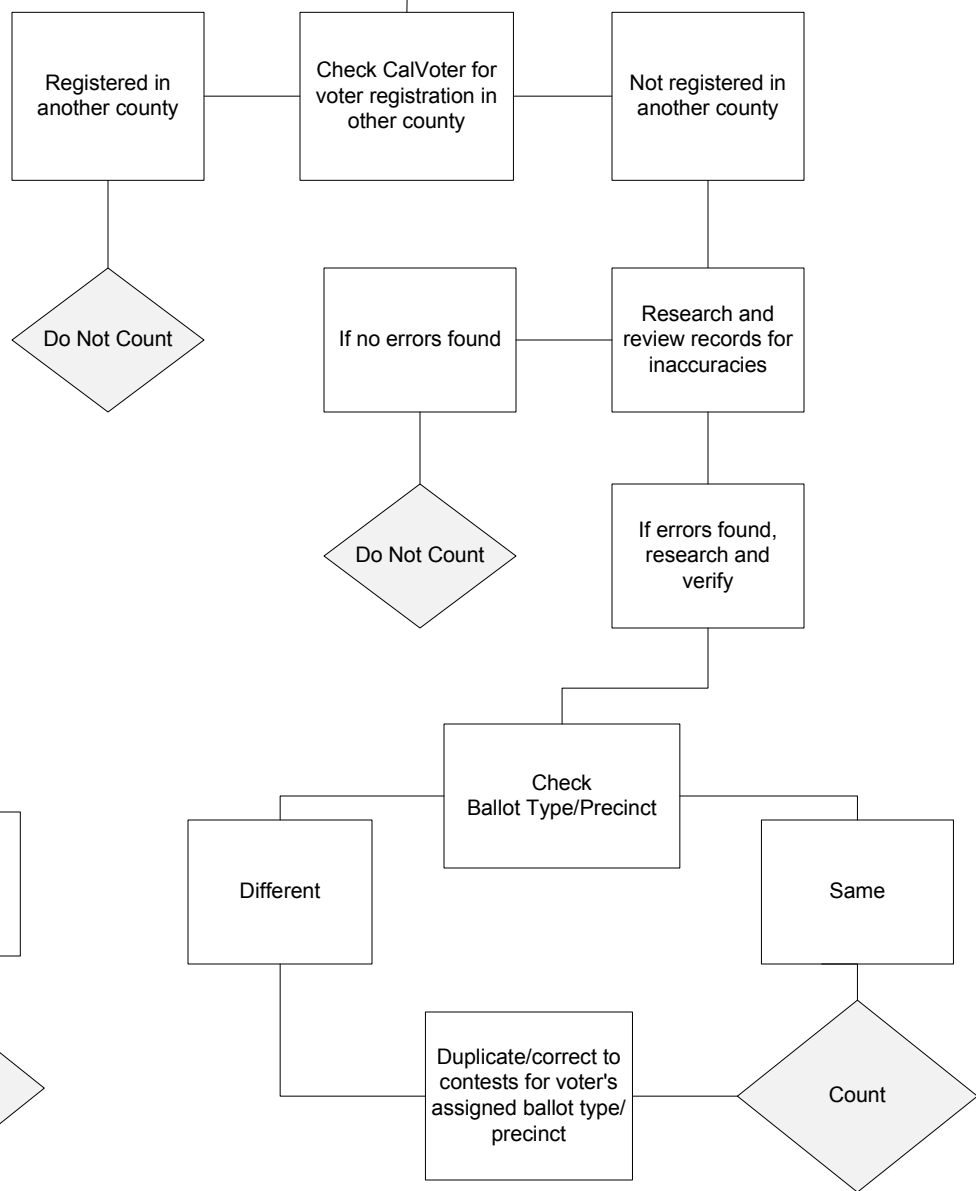 Registered in
another county
Check CalVoter for
voter registration in
other county
Not registered in
another county
Do Not Count
If no errors found
Research and
review records for
inaccuracies
Do Not Count
If errors found,
research and
verify
Check
Ballot Type/Precinct
Different
Same
Duplicate/correct to
contests for voter's
assigned ballot type/
precinct
Count